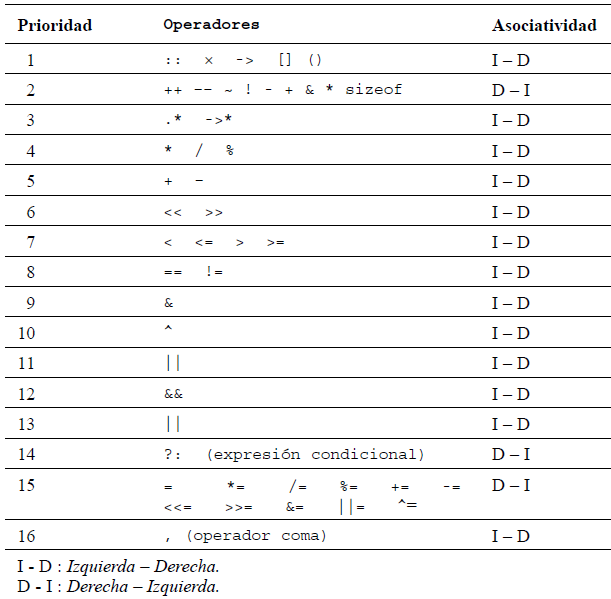 Prioridad Operadores Asociatividad
1 :: × -> [] () I – D
2 ++ -- ~ ! - + & * sizeof D – I
3 .* ->* I – D
4 * / % I – D
5 + - I – D
6 << >> I – D
7 < <= > >= I – D
8 == != I – D
9 & I – D
10 ^ I – D
11 || I – D
12 && I – D
13 || I – D
14 ?: (expresión condicional) D – I
15 = *= /= %= += -= D – I
<<= >>= &= ||= ^=
16 , (operador coma) I – D
I - D : Izquierda – Derecha.
D - I : Derecha – Izquierda.